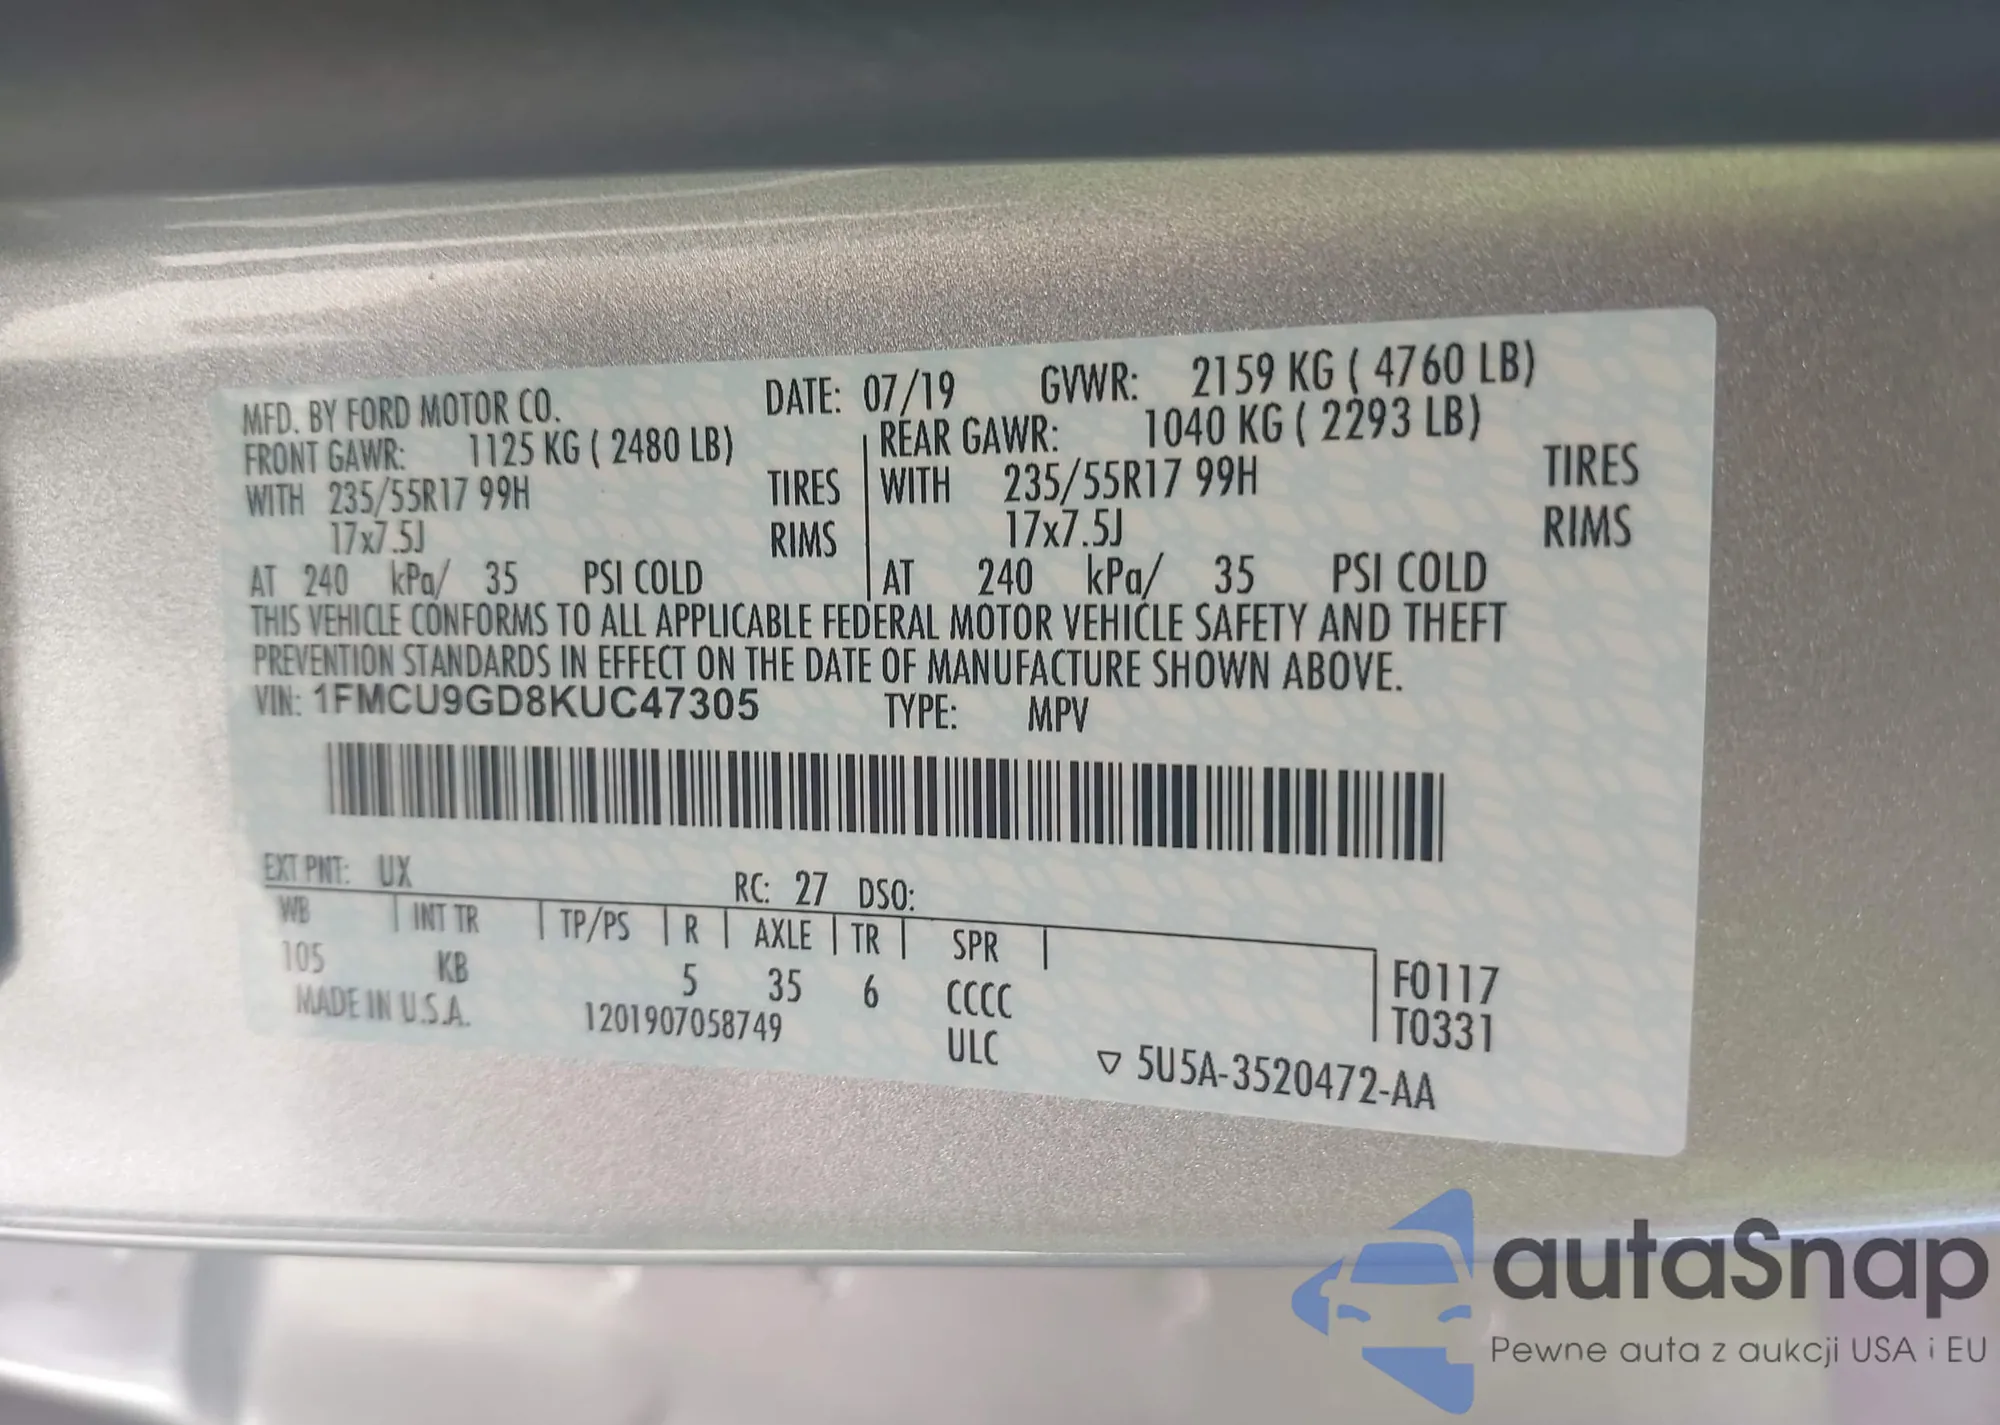 MFD. BY FORD MOTOR CO. DATE: 07/19 GVWR: 2159 KG ( 4760 LB)
FRONT GAWR: 1125 KG ( 2480 LB) REAR GAWR: 1040 KG ( 2293 LB)
WITH 235/55R17 99H TIRES WITH 235/55R17 99H TIRES
17x7.5J RIMS 17x7.5J RIMS
AT 240 kPa/ 35 PSI COLD AT 240 kPa/ 35 PSI COLD
THIS VEHICLE CONFORMS TO ALL APPLICABLE FEDERAL MOTOR VEHICLE SAFETY AND THEFT
PREVENTION STANDARDS IN EFFECT ON THE DATE OF MANUFACTURE SHOWN ABOVE.
VIN: 1FMCU9GD8KUC47305 TYPE: MPV
EXT PNT: UX RC: 27 DSO:
WB INT TR TP/PS R AXLE TR SPR
105 KB 5 35 6 CCCC F0117
MADE IN U.S.A. 1201907058749 ULC T0331
▽ 5U5A-3520472-AA
autaSnap
Pewne auta z aukcji USA i EU